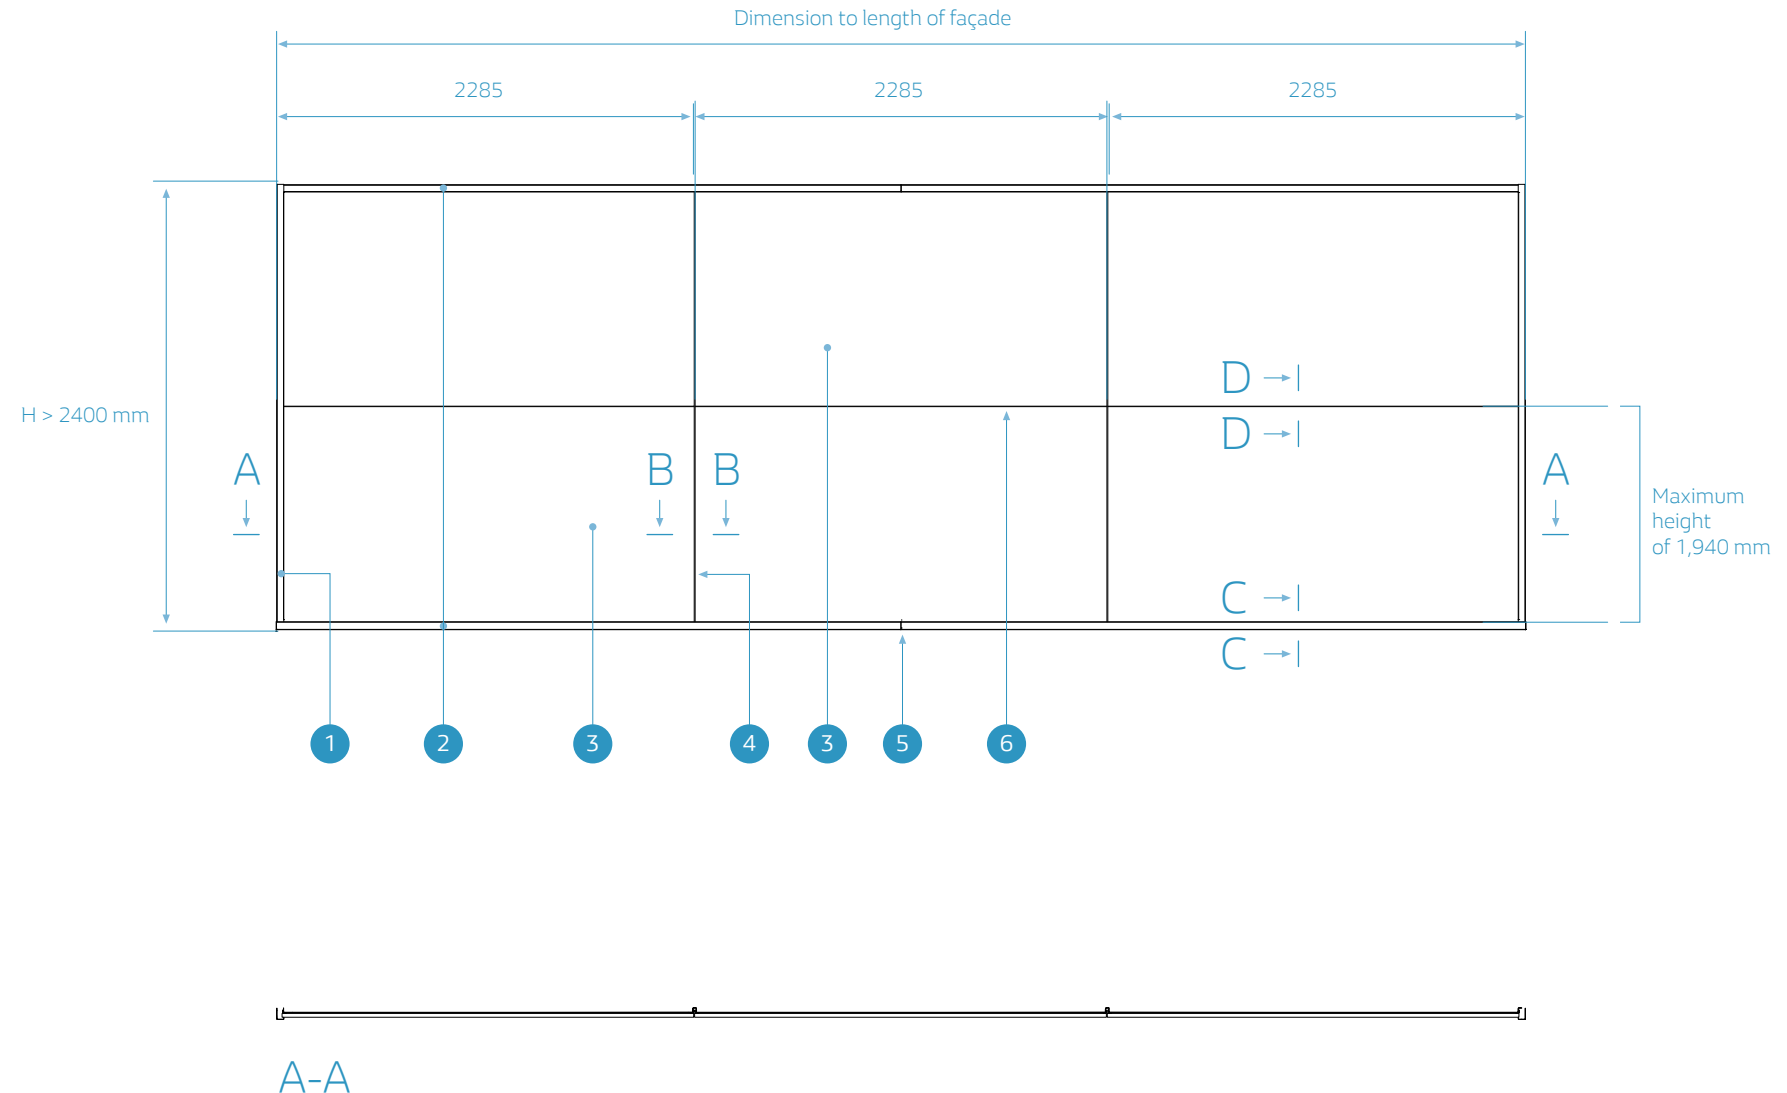 Dimension to length of façade
2285 2285 2285
D
H > 2400 mm
D
A B B A
Maximum
height
of 1,940 mm
C
C
1 2 3 4 3 5 6
A-A